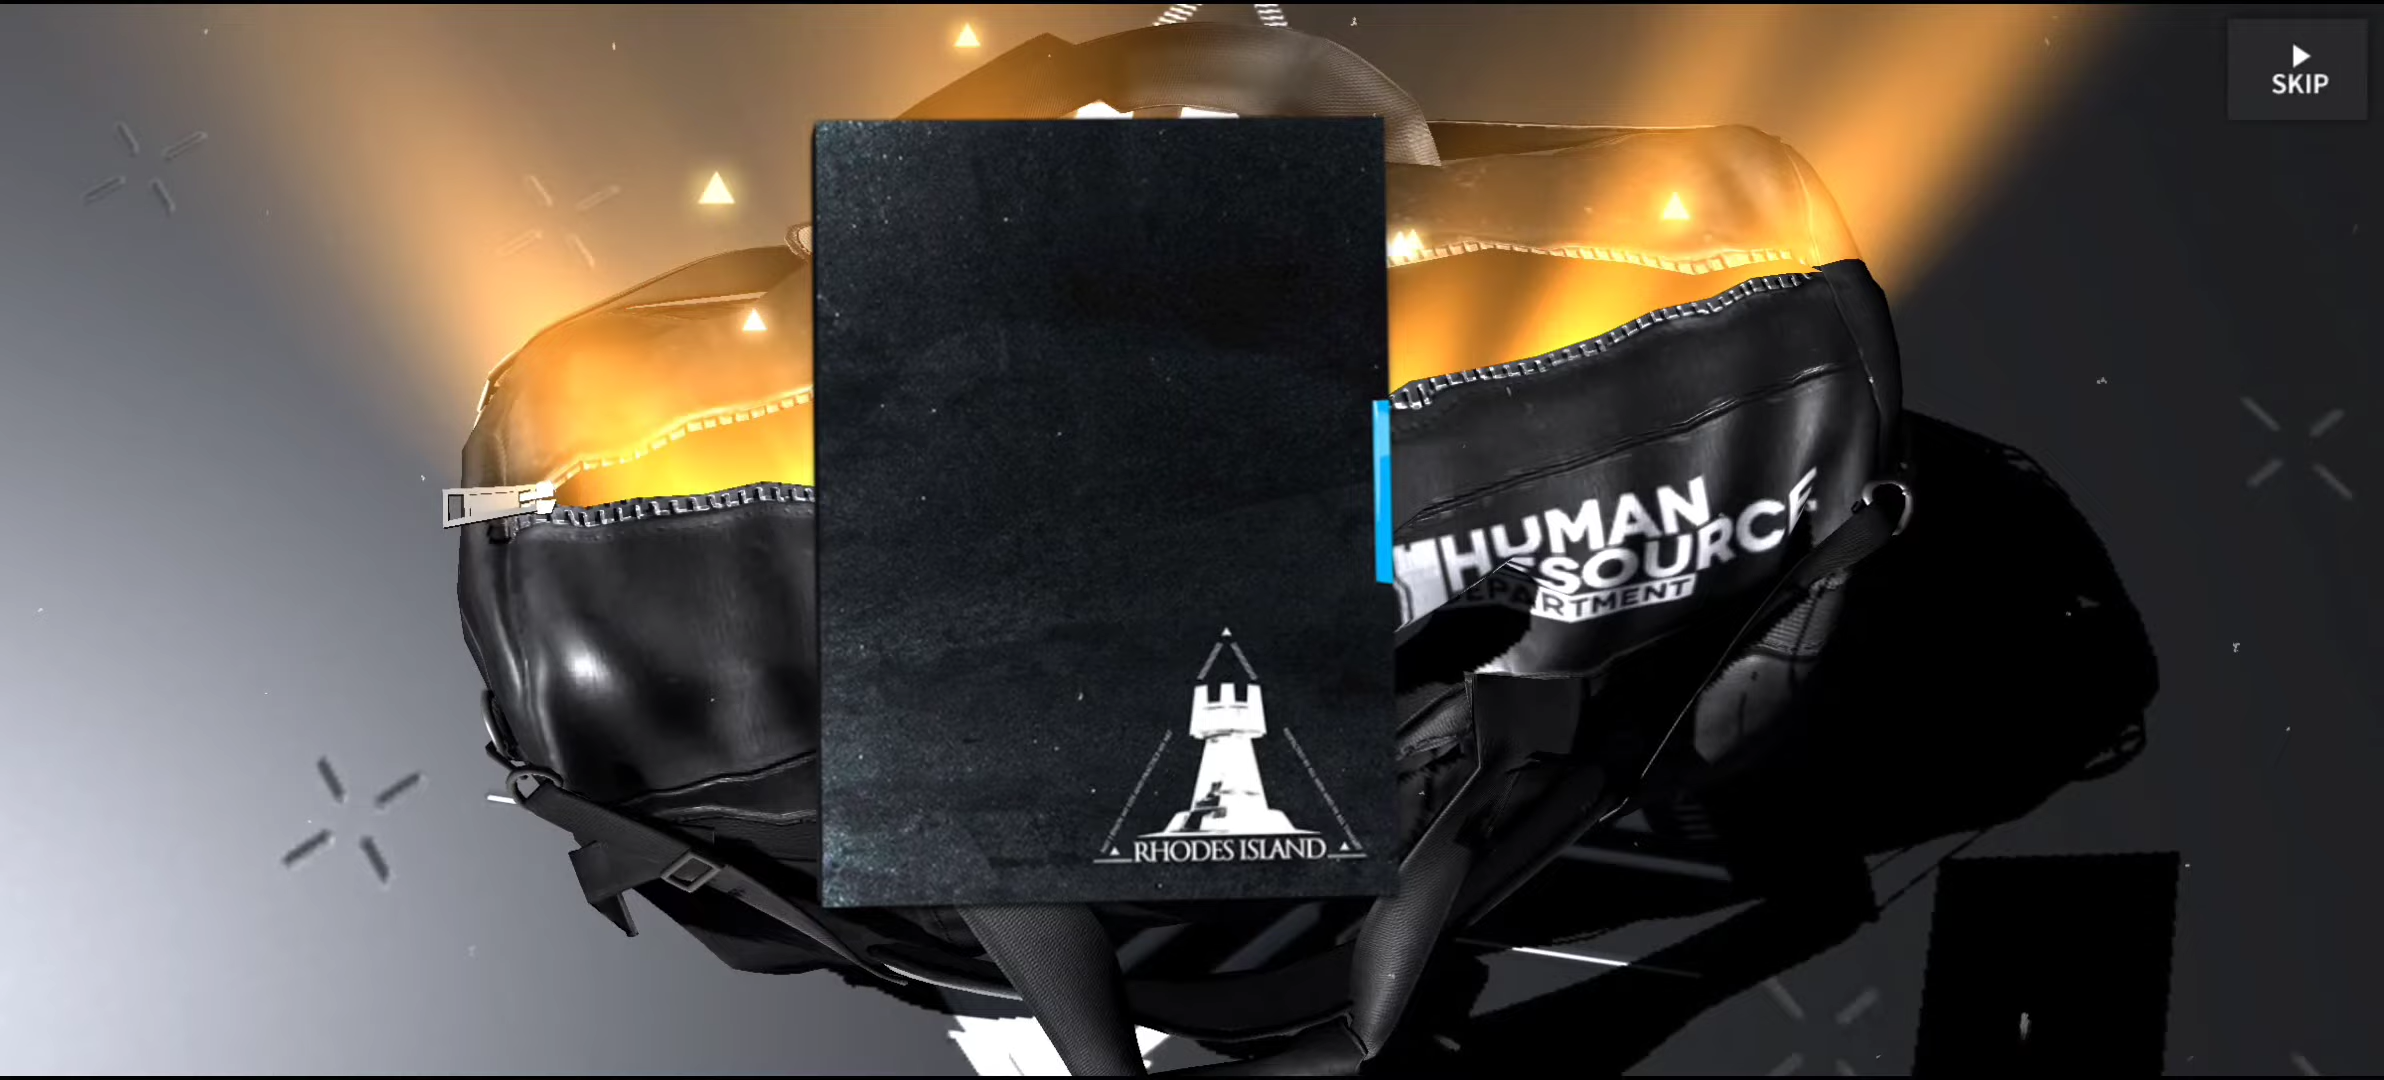 SKIP
HUMAN
RESOURCE
DEPARTMENT
RHODES ISLAND